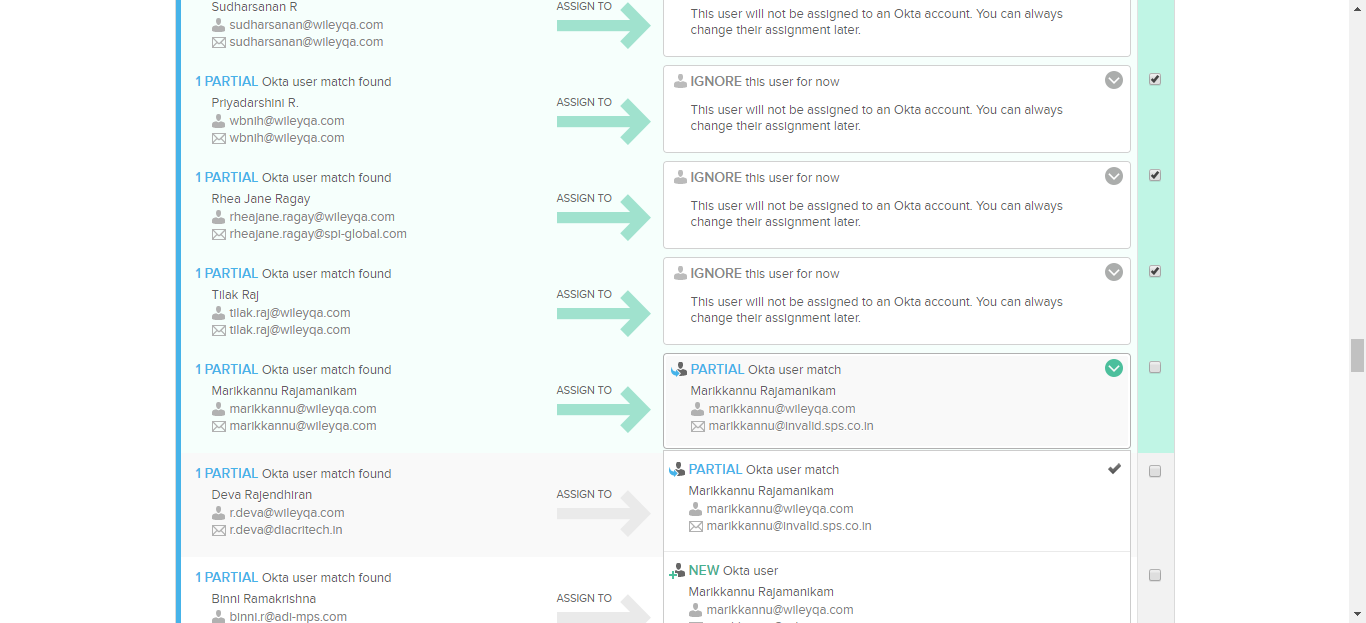 Sudharsanan R
sudharsanan@wileyqa.com
sudharsanan@wileyqa.com
ASSIGN TO
This user will not be assigned to an Okta account. You can always
change their assignment later.
1 PARTIAL Okta user match found
Priyadarshini R.
wbnih@wileyqa.com
wbnih@wileyqa.com
ASSIGN TO
IGNORE this user for now
This user will not be assigned to an Okta account. You can always
change their assignment later.
1 PARTIAL Okta user match found
Rhea Jane Ragay
rheajane.ragay@wileyqa.com
rheajane.ragay@spi-global.com
ASSIGN TO
IGNORE this user for now
This user will not be assigned to an Okta account. You can always
change their assignment later.
1 PARTIAL Okta user match found
Tilak Raj
tilak.raj@wileyqa.com
tilak.raj@wileyqa.com
ASSIGN TO
IGNORE this user for now
This user will not be assigned to an Okta account. You can always
change their assignment later.
1 PARTIAL Okta user match found
Marikkannu Rajamanikam
marikkannu@wileyqa.com
marikkannu@wileyqa.com
ASSIGN TO
PARTIAL Okta user match
Marikkannu Rajamanikam
marikkannu@wileyqa.com
marikkannu@invalid.sps.co.in
1 PARTIAL Okta user match found
Deva Rajendhiran
r.deva@wileyqa.com
r.deva@diacritech.in
ASSIGN TO
PARTIAL Okta user match
Marikkannu Rajamanikam
marikkannu@wileyqa.com
marikkannu@invalid.sps.co.in
1 PARTIAL Okta user match found
Binni Ramakrishna
binni.r@adi-mps.com
ASSIGN TO
NEW Okta user
Marikkannu Rajamanikam
marikkannu@wileyqa.com